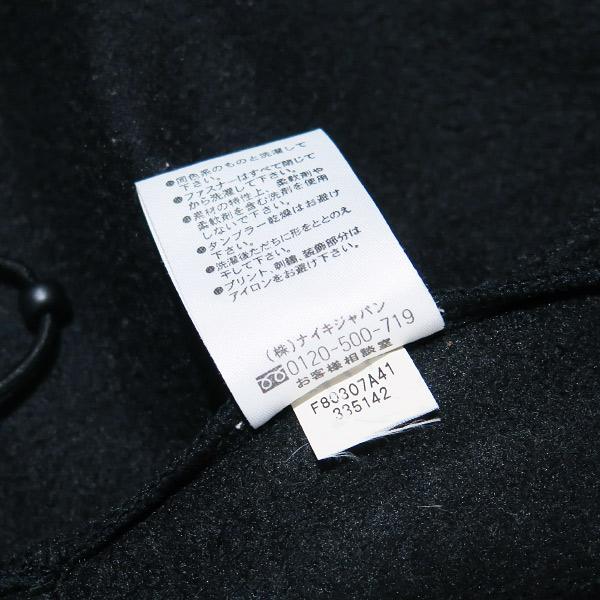 ●同色系のものと洗濯して
下さい。
●ファスナーはすべて閉じて
から洗濯して下さい。
●素材の特性上、柔軟剤や
柔軟剤を含む洗剤を使用
しないで下さい。
●タンブラー乾燥はお避け
下さい。
●洗濯後ただちに形をととのえ
干して下さい。
●プリント、刺繍、装飾部分は
アイロンをお避け下さい。
(株)ナイキジャパン
0120-500-719
お客様相談室
F80307A41
335142